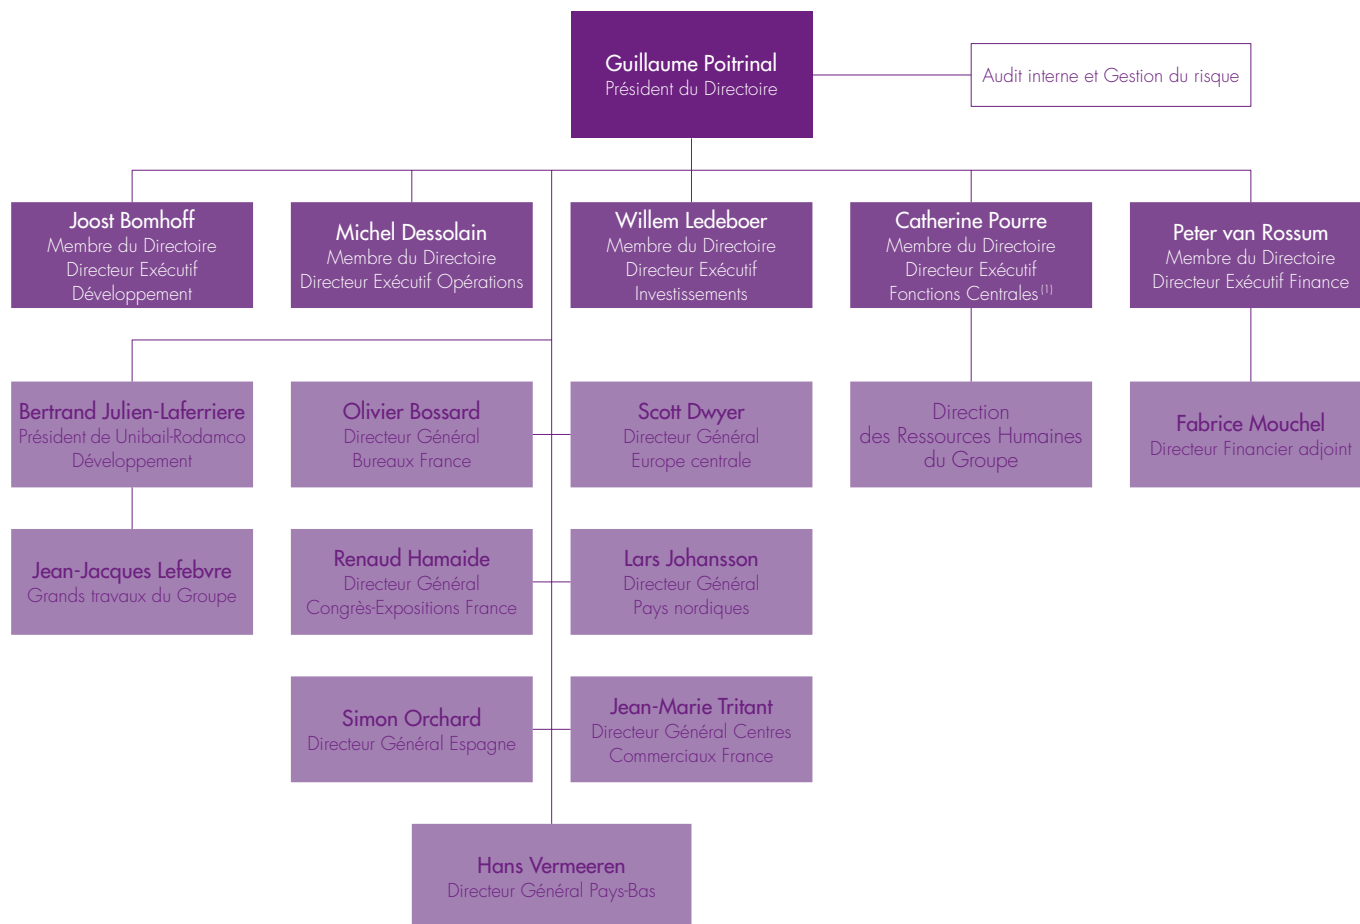 Guillaume Poitrinal
Président du Directoire
Audit interne et Gestion du risque
Joost Bomhoff
Membre du Directoire
Directeur Exécutif
Développement
Michel Dessolain
Membre du Directoire
Directeur Exécutif Opérations
Willem Ledeboer
Membre du Directoire
Directeur Exécutif
Investissements
Catherine Pourre
Membre du Directoire
Directeur Exécutif
Fonctions Centrales (1)
Peter van Rossum
Membre du Directoire
Directeur Exécutif Finance
Bertrand Julien-Laferriere
Président de Unibail-Rodamco
Développement
Olivier Bossard
Directeur Général
Bureaux France
Scott Dwyer
Directeur Général
Europe centrale
Direction
des Ressources Humaines
du Groupe
Fabrice Mouchel
Directeur Financier adjoint
Jean-Jacques Lefebvre
Grands travaux du Groupe
Renaud Hamaide
Directeur Général
Congrès-Expositions France
Lars Johansson
Directeur Général
Pays nordiques
Simon Orchard
Directeur Général Espagne
Jean-Marie Tritant
Directeur Général Centres
Commerciaux France
Hans Vermeeren
Directeur Général Pays-Bas